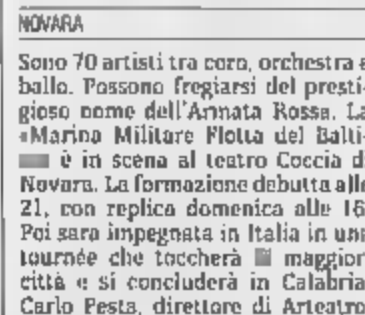 NOVARA
Sono 70 artisti tra coro, orchestra e
ballo. Possono fregiarsi del presti-
gioso nome dell'Armata Rossa. La
«Marina Militare Flotta del Balti-
è in scena al teatro Coccia di
Novara. La formazione debutta alle
21, con replica domenica alle 16
Poi sarà impegnata in Italia in una
tournée che toccherà maggior
città e si concluderà in Calabria
Carlo Pesta, direttore di Arteatro